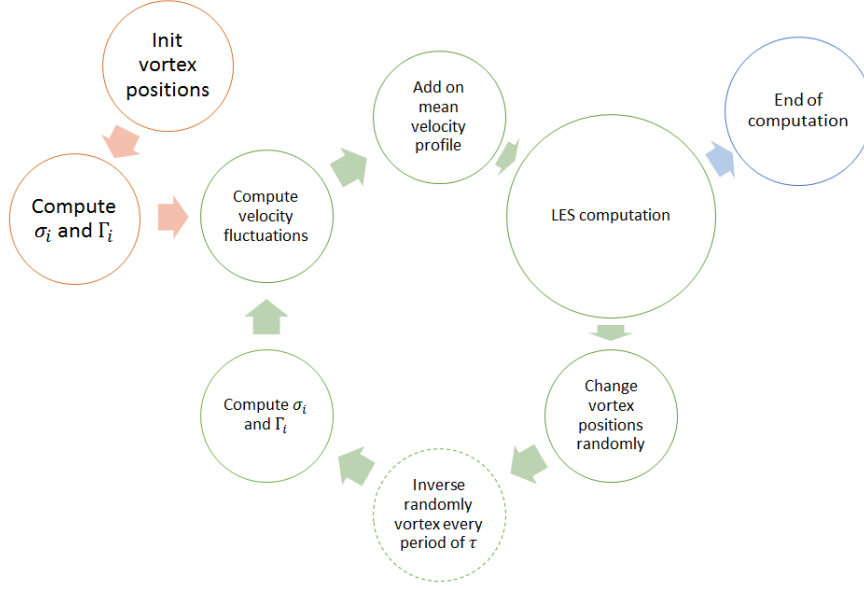 Init
vortex
positions
Compute
σᵢ and Γᵢ
Compute
velocity
fluctuations
Add on
mean
velocity
profile
LES computation
End of
computation
Change
vortex
positions
randomly
Inverse
randomly
vortex every
period of τ
Compute σᵢ
and Γᵢ